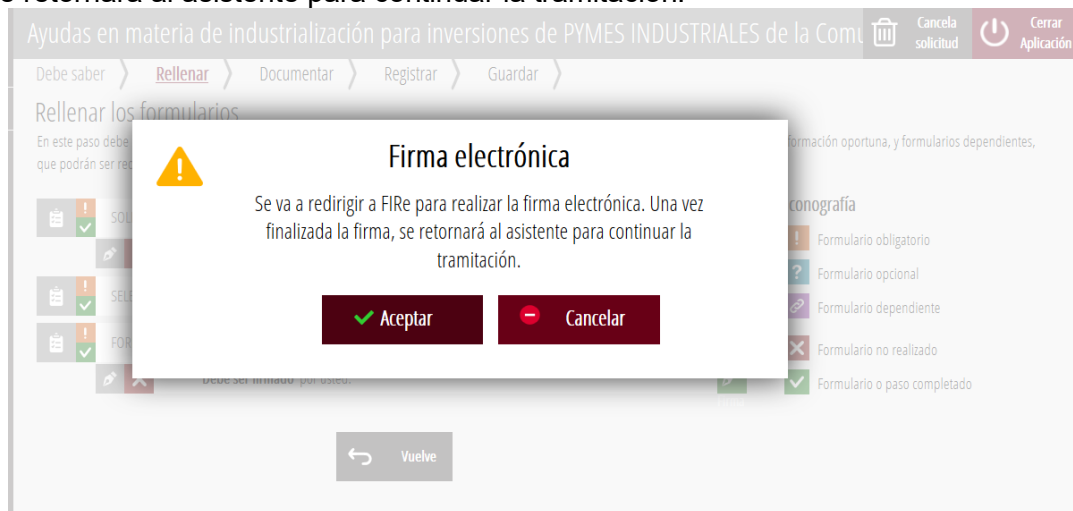 retornará al asistente para continuar la tramitación.
Ayudas en materia de industrialización para inversiones de PYMES INDUSTRIALES de la Comu
Cancela
solicitud
Cerrar
Aplicación
Debe saber
Rellenar
Documentar
Registrar
Guardar
Rellenar los formularios
En este paso debe
formación oportuna, y formularios dependientes,
que podrán ser
Firma electrónica
Se va a redirigir a FIRe para realizar la firma electrónica. Una vez
finalizada la firma, se retornará al asistente para continuar la
tramitación.
Aceptar
Cancelar
conografía
Formulario obligatorio
Formulario opcional
Formulario dependiente
Formulario no realizado
Formulario o paso completado
SOL
SELE
FOR
Debe ser firmado por usted.
Vuelve